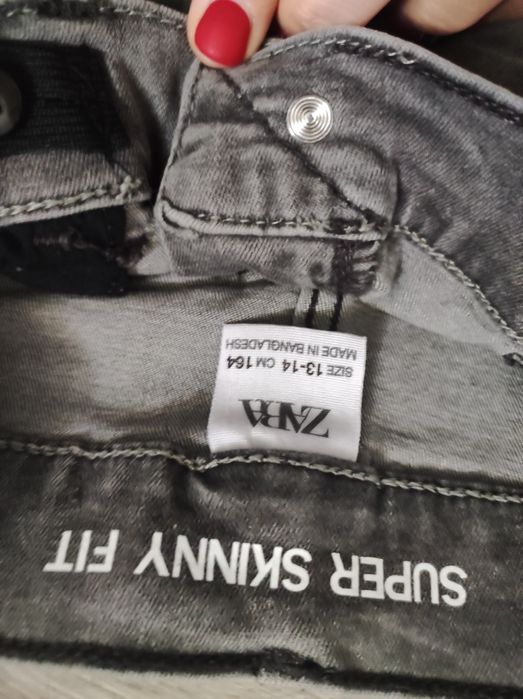 ZARA
SIZE 13-14 CM 164
MADE IN BANGLADESH
SUPER SKINNY FIT